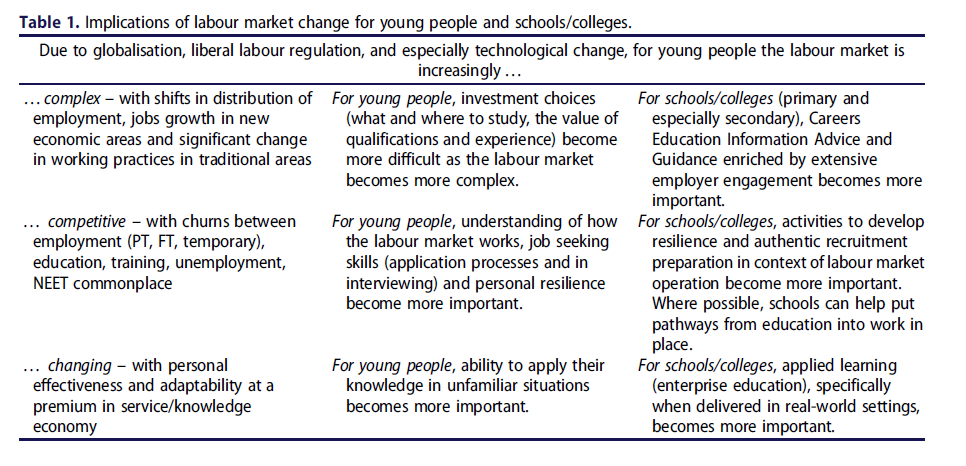 Table 1. Implications of labour market change for young people and schools/colleges.
Due to globalisation, liberal labour regulation, and especially technological change, for young people the labour market is
increasingly …
… complex – with shifts in distribution of
employment, jobs growth in new
economic areas and significant change
in working practices in traditional areas
For young people, investment choices
(what and where to study, the value of
qualifications and experience) become
more difficult as the labour market
becomes more complex.
For schools/colleges (primary and
especially secondary), Careers
Education Information Advice and
Guidance enriched by extensive
employer engagement becomes more
important.
… competitive – with churns between
employment (PT, FT, temporary),
education, training, unemployment,
NEET commonplace
For young people, understanding of how
the labour market works, job seeking
skills (application processes and in
interviewing) and personal resilience
become more important.
For schools/colleges, activities to develop
resilience and authentic recruitment
preparation in context of labour market
operation become more important.
Where possible, schools can help put
pathways from education into work in
place.
… changing – with personal
effectiveness and adaptability at a
premium in service/knowledge
economy
For young people, ability to apply their
knowledge in unfamiliar situations
becomes more important.
For schools/colleges, applied learning
(enterprise education), specifically
when delivered in real-world settings,
becomes more important.